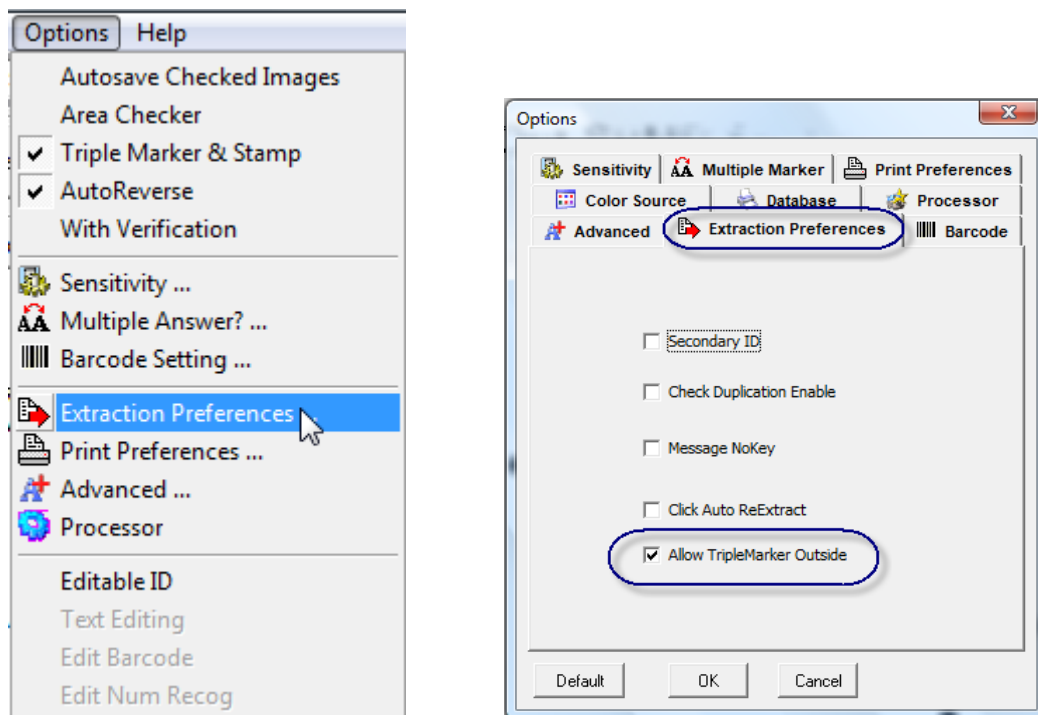 Options Help
Autosave Checked Images
Area Checker
Triple Marker & Stamp
AutoReverse
With Verification
Sensitivity ...
Multiple Answer? ...
Barcode Setting ...
Extraction Preferences ...
Print Preferences ...
Advanced ...
Processor
Editable ID
Text Editing
Edit Barcode
Edit Num Recog
Options
Sensitivity Multiple Marker Print Preferences
Color Source Database Processor
Advanced Extraction Preferences Barcode
Secondary ID
Check Duplication Enable
Message NoKey
Click Auto ReExtract
Allow TripleMarker Outside
Default OK Cancel